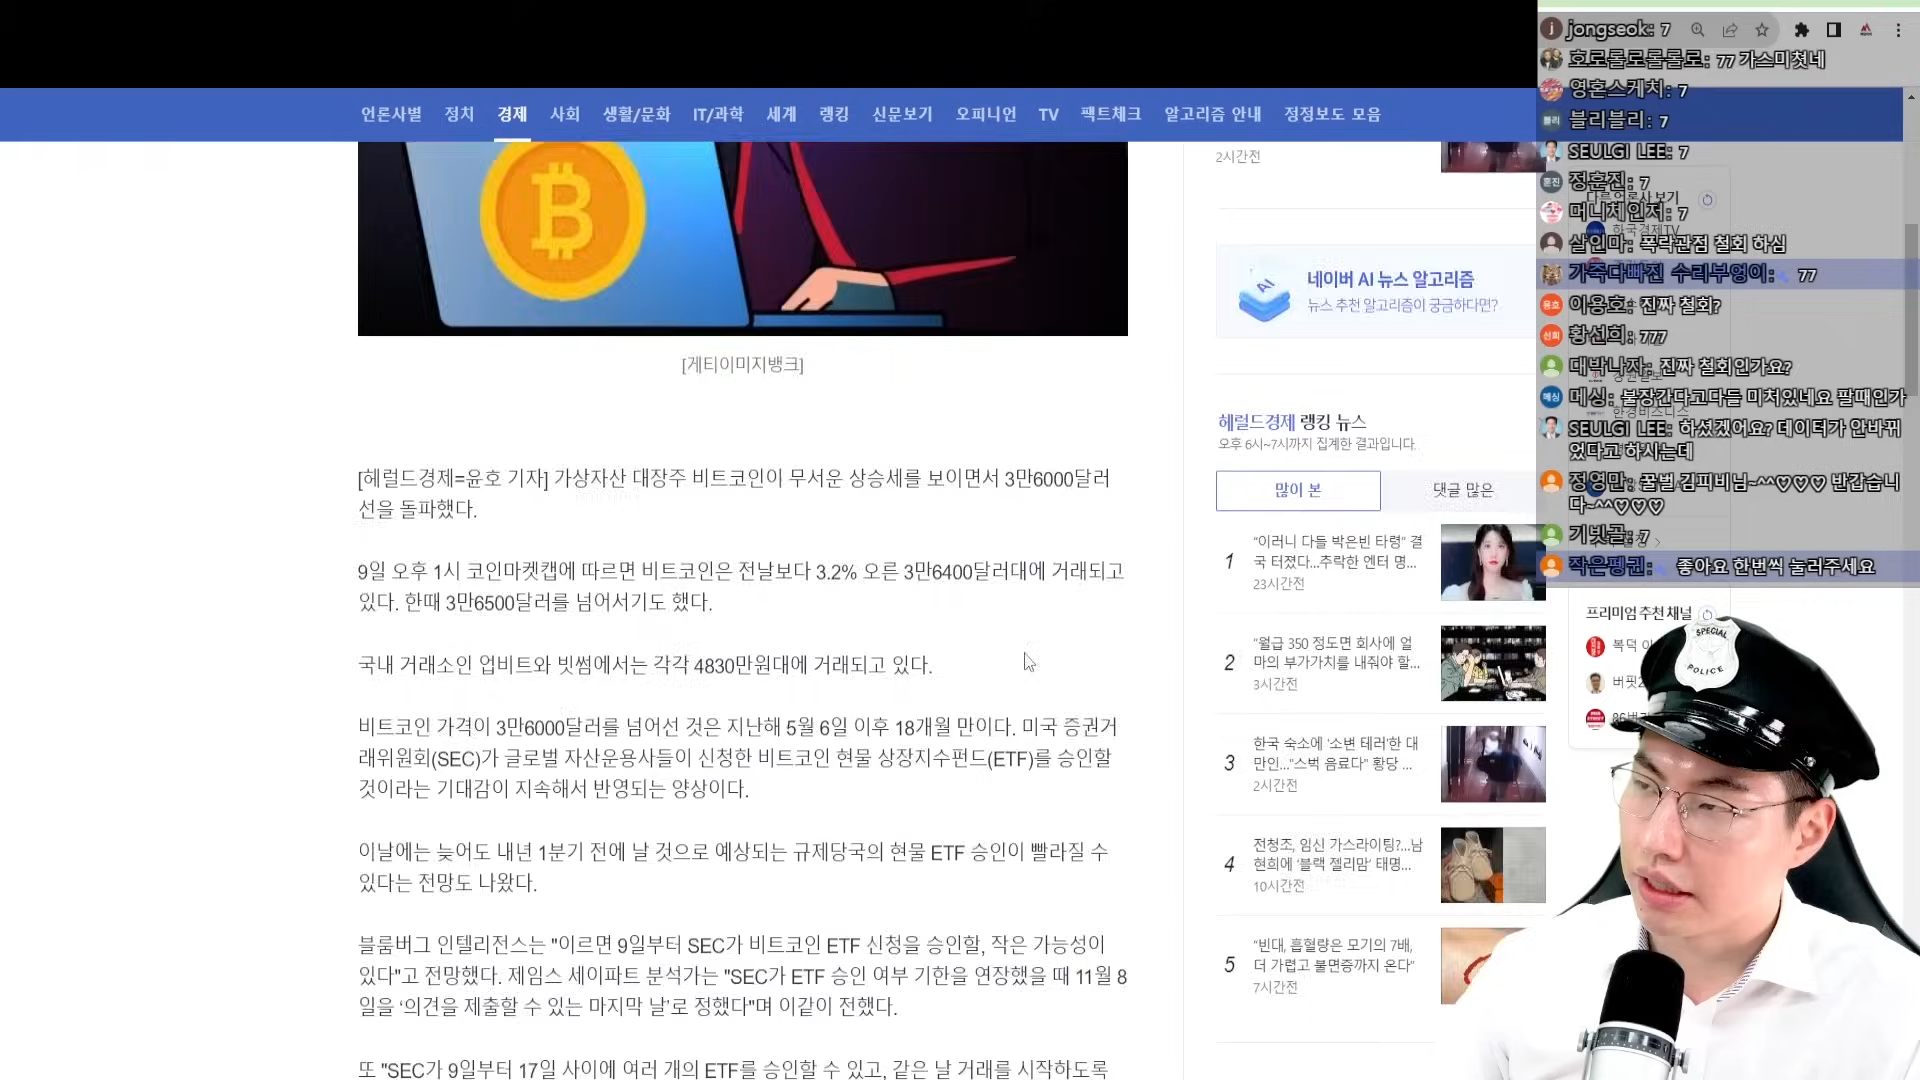 언론사별 정치 경제 사회 생활/문화 IT/과학 세계 랭킹 신문보기 오피니언 TV 팩트체크 알고리즘 안내 정정보도 모음
[게티이미지뱅크]
[헤럴드경제=윤호 기자] 가상자산 대장주 비트코인이 무서운 상승세를 보이면서 3만6000달러
선을 돌파했다.
9일 오후 1시 코인마켓캡에 따르면 비트코인은 전날보다 3.2% 오른 3만6400달러대에 거래되고
있다. 한때 3만6500달러를 넘어서기도 했다.
국내 거래소인 업비트와 빗썸에서는 각각 4830만원대에 거래되고 있다.
비트코인 가격이 3만6000달러를 넘어선 것은 지난해 5월 6일 이후 18개월 만이다. 미국 증권거
래위원회(SEC)가 글로벌 자산운용사들이 신청한 비트코인 현물 상장지수펀드(ETF)를 승인할
것이라는 기대감이 지속해서 반영되는 양상이다.
이날에는 늦어도 내년 1분기 전에 날 것으로 예상되는 규제당국의 현물 ETF 승인이 빨라질 수
있다는 전망도 나왔다.
블룸버그 인텔리전스는 "이르면 9일부터 SEC가 비트코인 ETF 신청을 승인할, 작은 가능성이
있다"고 전망했다. 제임스 세이파트 분석가는 "SEC가 ETF 승인 여부 기한을 연장했을 때 11월 8
일을 ‘의견을 제출할 수 있는 마지막 날’로 정했다"며 이같이 전했다.
또 "SEC가 9일부터 17일 사이에 여러 개의 ETF를 승인할 수 있고, 같은 날 거래를 시작하도록
2시간전
AI
네이버 AI 뉴스 알고리즘
뉴스 추천 알고리즘이 궁금하다면?
헤럴드경제 랭킹 뉴스
오후 6시~7시까지 집계한 결과입니다.
많이 본
댓글 많은
1
“이러니 다들 박은빈 타령” 결
국 터졌다...추락한 엔터 명...
23시간전
2
“월급 350 정도면 회사에 얼
마의 부가가치를 내줘야 할...
3시간전
3
한국 숙소에 ‘소변 테러’한 대
만인..."스벅 음료다” 황당 ...
2시간전
4
전청조, 임신 가스라이팅?...남
현희에 ‘블랙 젤리맘’ 태명...
10시간전
5
“빈대, 흡혈량은 모기의 7배,
더 가렵고 불면증까지 온다”
7시간전
j jongseok: 7
호로롤로롤롤로: 77 가스미쳣네
영혼스케치: 7
블리 블리블리: 7
SEULGI LEE: 7
훈진 정훈진: 7
머니체인저: 7
한국경제TV
살인마: 폭락관점 철회 하심
가죽다빠진 수리부엉이: 77
용호 이용호: 진짜 철회?
선희 황선희: 777
대박나자: 진짜 철회인가요?
메싱 메싱: 불장간다고다들 미쳐있네요 팔때인가
한경비즈니스
SEULGI LEE: 하셨겠어요? 데이터가 안바뀌
었다고 하시는데
정영만: 꿀벌 김피비님~^^♡♡♡ 반갑습니
다~^^♡♡♡
기빗골: 7
작은펭귄: 좋아요 한번씩 눌러주세요
프리미엄 추천 채널
복덕
버핏
SPECIAL
POLICE